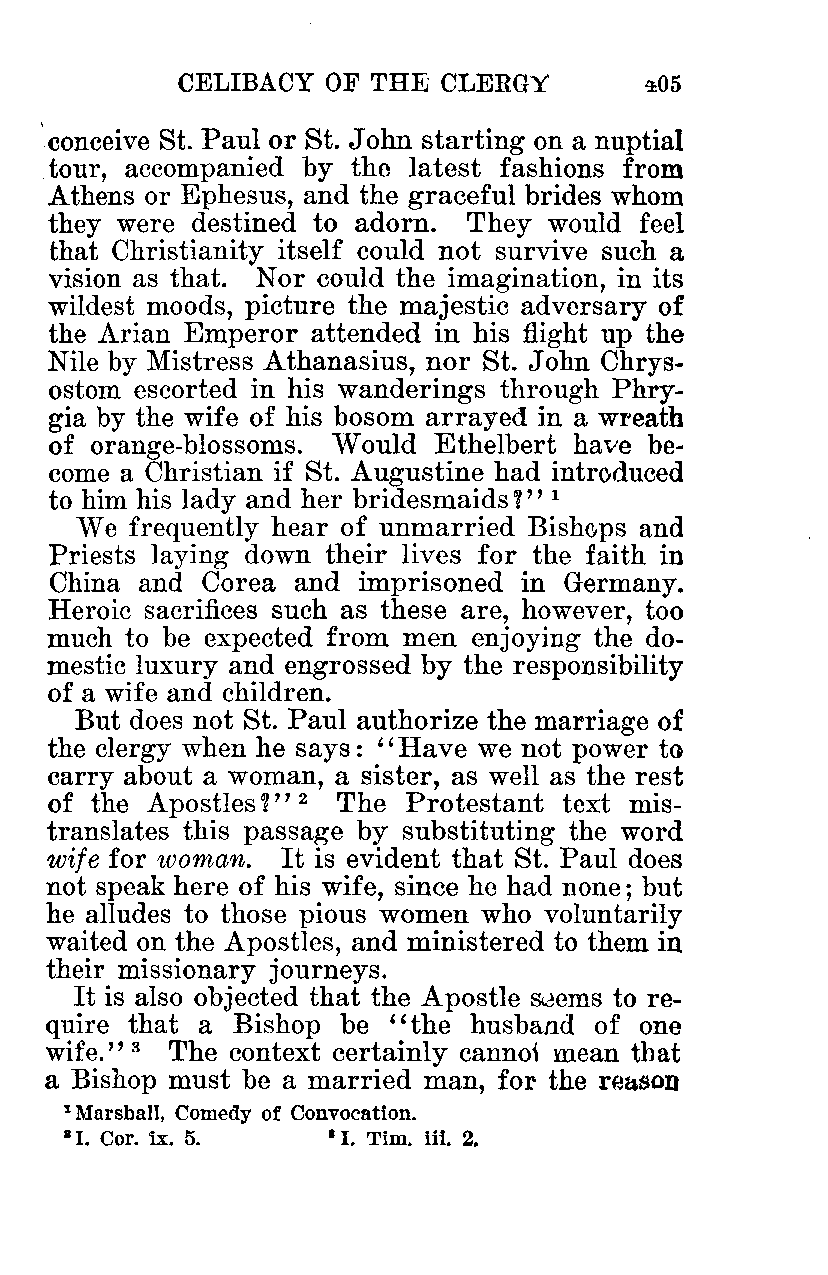 CELIBACY OF THE CLERGY 405
conceive St. Paul or St. John starting on a nuptial
tour, accompanied by the latest fashions from
Athens or Ephesus, and the graceful brides whom
they were destined to adorn. They would feel
that Christianity itself could not survive such a
vision as that. Nor could the imagination, in its
wildest moods, picture the majestic adversary of
the Arian Emperor attended in his flight up the
Nile by Mistress Athanasius, nor St. John Chrys-
ostom escorted in his wanderings through Phry-
gia by the wife of his bosom arrayed in a wreath
of orange-blossoms. Would Ethelbert have be-
come a Christian if St. Augustine had introduced
to him his lady and her bridesmaids?" ¹
We frequently hear of unmarried Bishops and
Priests laying down their lives for the faith in
China and Corea and imprisoned in Germany.
Heroic sacrifices such as these are, however, too
much to be expected from men enjoying the do-
mestic luxury and engrossed by the responsibility
of a wife and children.
But does not St. Paul authorize the marriage of
the clergy when he says: "Have we not power to
carry about a woman, a sister, as well as the rest
of the Apostles?" ² The Protestant text mis-
translates this passage by substituting the word
wife for woman. It is evident that St. Paul does
not speak here of his wife, since he had none; but
he alludes to those pious women who voluntarily
waited on the Apostles, and ministered to them in
their missionary journeys.
It is also objected that the Apostle seems to re-
quire that a Bishop be "the husband of one
wife." ³ The context certainly cannot mean that
a Bishop must be a married man, for the reason
¹ Marshall, Comedy of Convocation.
² I. Cor. ix. 5. ³ I. Tim. iii. 2.